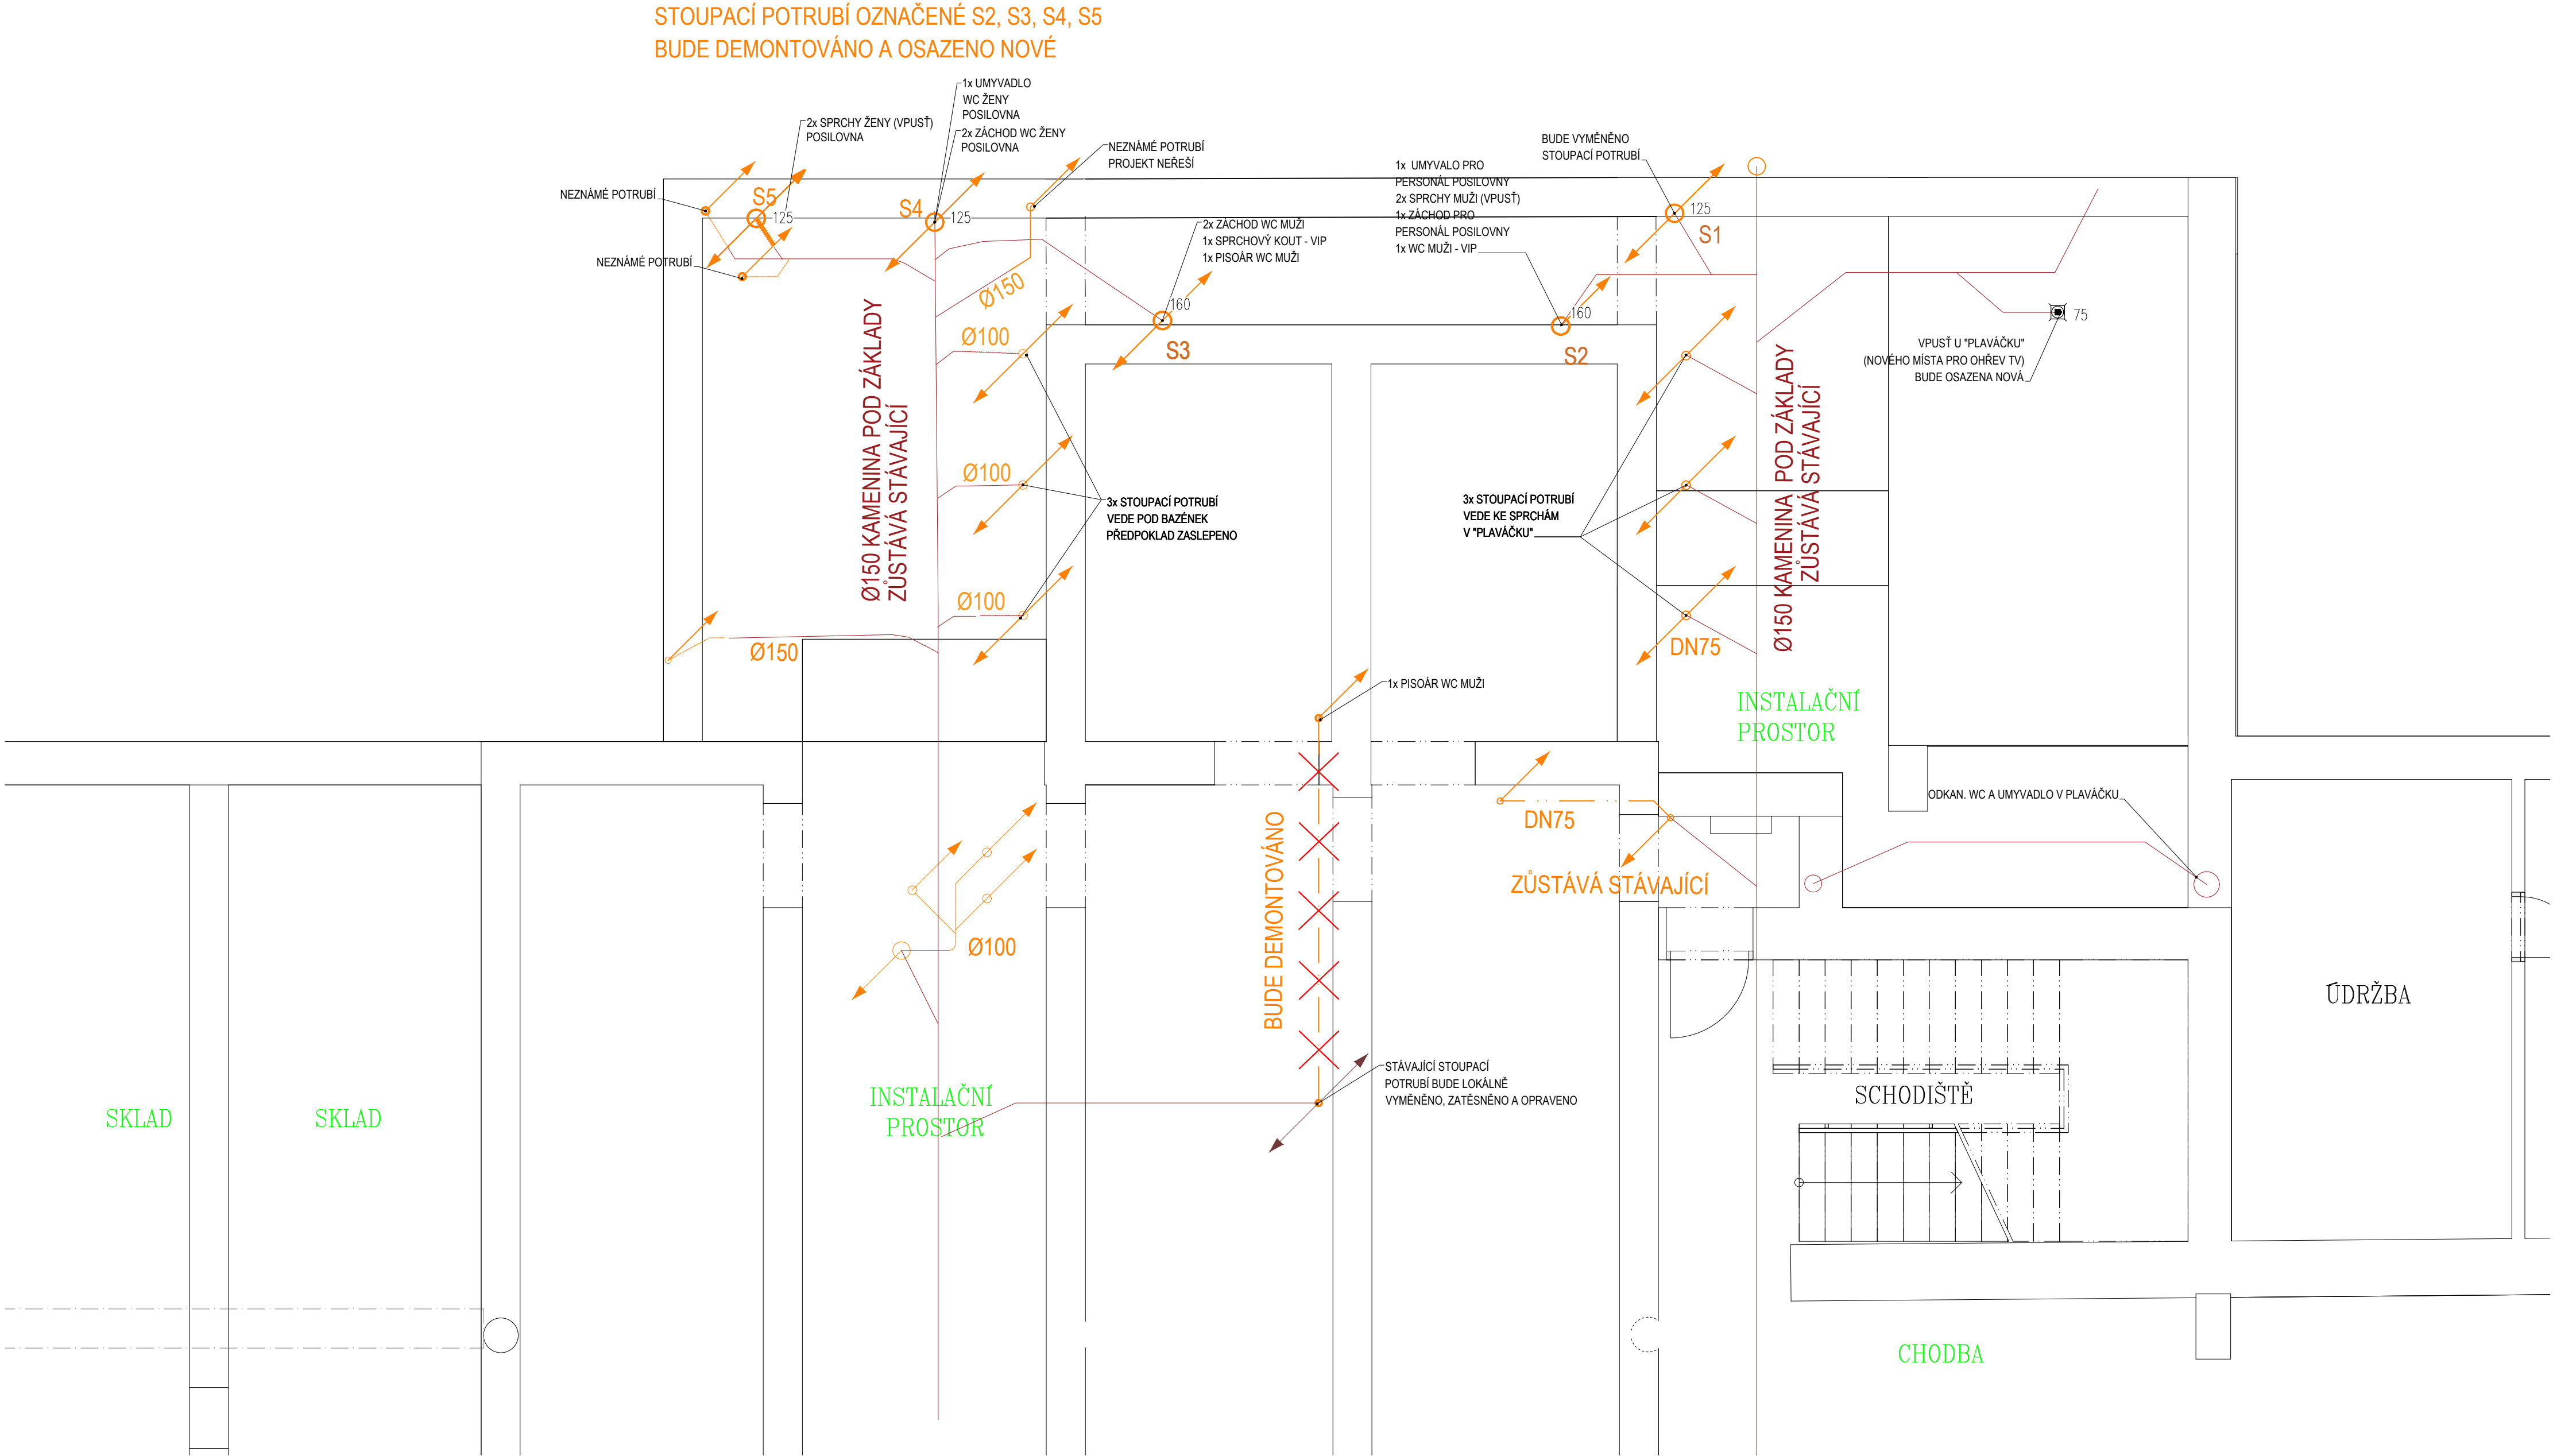 STOUPACÍ POTRUBÍ OZNAČENÉ S2, S3, S4, S5
BUDE DEMONTOVÁNO A OSAZENO NOVÉ
1x UMYVADLO
WC ŽENY
POSILOVNA
2x ZÁCHOD WC ŽENY
POSILOVNA
2x SPRCHY ŽENY (VPUSŤ)
POSILOVNA
NEZNÁMÉ POTRUBÍ
PROJEKT NEŘEŠÍ
BUDE VYMĚNĚNO
STOUPACÍ POTRUBÍ
1x UMYVALO PRO
PERSONÁL POSILOVNY
2x SPRCHY MUŽI (VPUSŤ)
1x ZÁCHOD PRO
PERSONÁL POSILOVNY
1x WC MUŽI - VIP
NEZNÁMÉ POTRUBÍ
S5
125
S4
125
125
S1
2x ZÁCHOD WC MUŽI
1x SPRCHOVÝ KOUT - VIP
1x PISOÁR WC MUŽI
NEZNÁMÉ POTRUBÍ
Ø150
160
S3
160
S2
75
VPUSŤ U "PLAVÁČKU"
(NOVÉHO MÍSTA PRO OHŘEV TV)
BUDE OSAZENA NOVÁ
Ø100
Ø150 KAMENINA POD ZÁKLADY
ZŮSTÁVÁ STÁVAJÍCÍ
Ø150 KAMENINA POD ZÁKLADY
ZŮSTÁVÁ STÁVAJÍCÍ
Ø100
3x STOUPACÍ POTRUBÍ
VEDE POD BAZÉNEK
PŘEDPOKLAD ZASLEPENO
3x STOUPACÍ POTRUBÍ
VEDE KE SPRCHÁM
V "PLAVÁČKU"
Ø100
Ø150
DN75
1x PISOÁR WC MUŽI
INSTALAČNÍ
PROSTOR
ODKAN. WC A UMYVADLO V PLAVÁČKU
DN75
BUDE DEMONTOVÁNO
ZŮSTÁVÁ STÁVAJÍCÍ
Ø100
ÚDRŽBA
STÁVAJÍCÍ STOUPACÍ
POTRUBÍ BUDE LOKÁLNĚ
VYMĚNĚNO, ZATĚSNĚNO A OPRAVENO
SCHODIŠTĚ
INSTALAČNÍ
PROSTOR
SKLAD
SKLAD
CHODBA